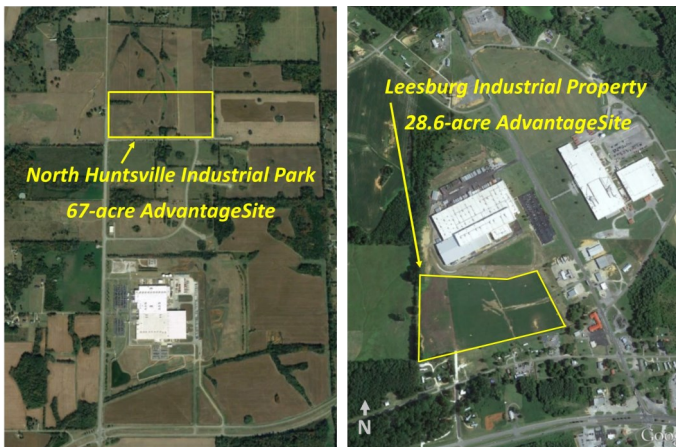 North Huntsville Industrial Park
67-acre AdvantageSite
Leesburg Industrial Property
28.6-acre AdvantageSite
N